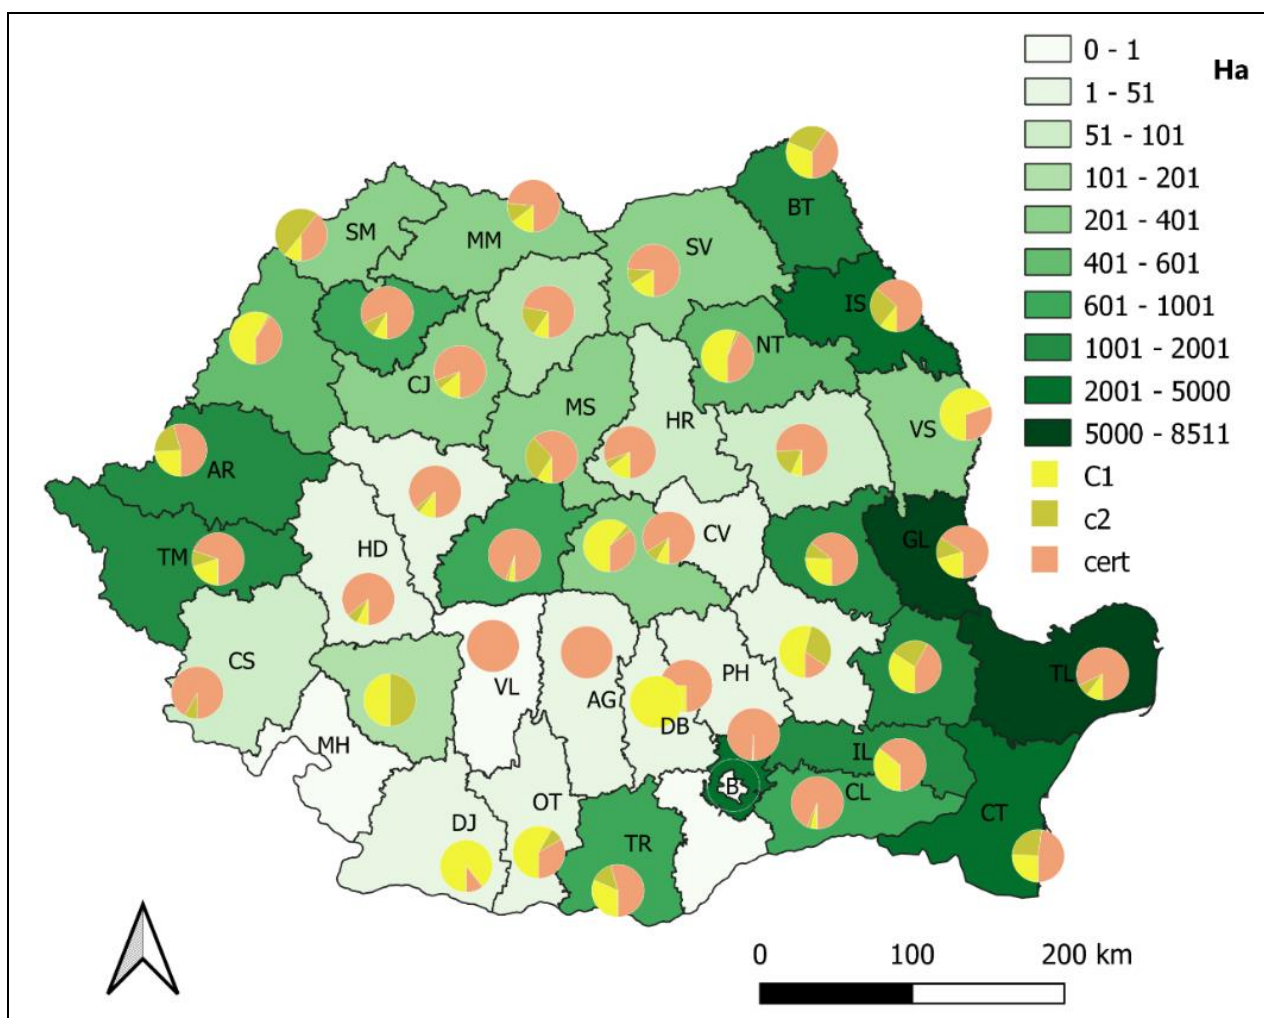 0 - 1
Ha
1 - 51
51 - 101
101 - 201
201 - 401
401 - 601
601 - 1001
1001 - 2001
2001 - 5000
5000 - 8511
C1
c2
cert
BT
SM
MM
SV
IS
NT
CJ
MS
HR
VS
AR
CV
GL
HD
TM
CS
VL
AG
PH
TL
DB
MH
IL
B
CL
OT
CT
DJ
TR
0 100 200 km